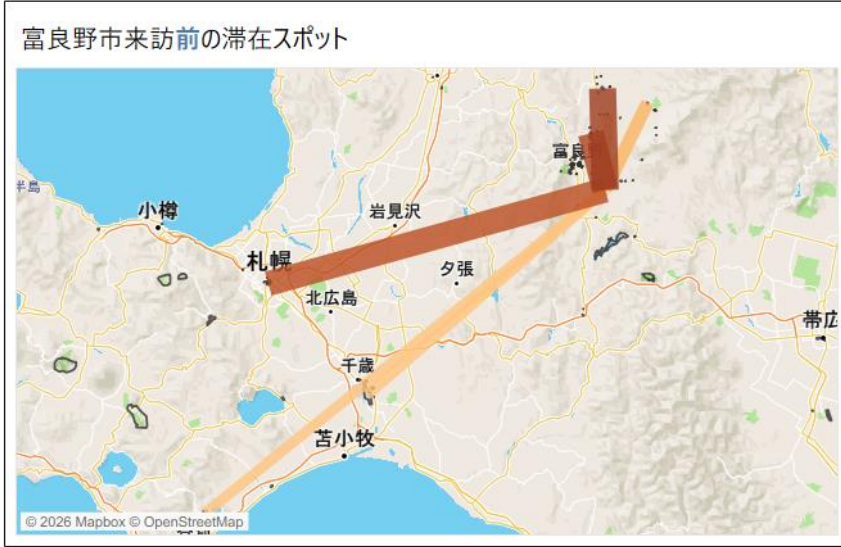 富良野市来訪前の滞在スポット
富良
半島
小樽
岩見沢
札幌
夕張
北広島
帯広
千歳
苫小牧
© 2026 Mapbox © OpenStreetMap